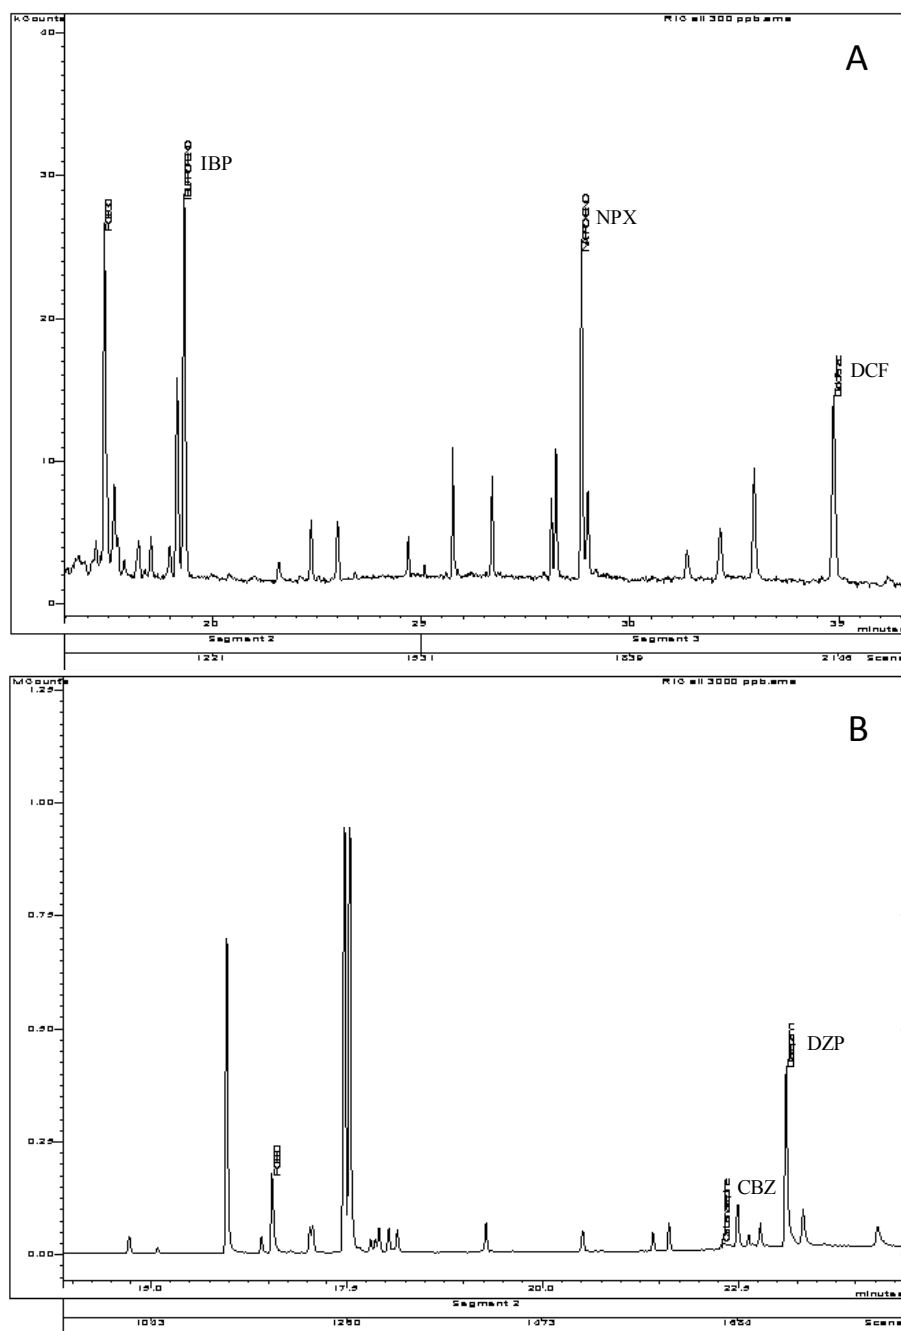 kCounts RIC all 300 ppb.sms
A
40
IBP
30
NPX
20
DCF
10
0
20 25 30 35 minutes
Segment 2 Segment 3
1221 1531 1839 2146 Scans
MCounts RIC all 3000 ppb.sms
1.25
B
1.00
0.75
0.50
DZP
0.25
CBZ
0.00
15.0 17.5 20.0 22.5 minutes
Segment 2
1043 1260 1473 1684 Scans